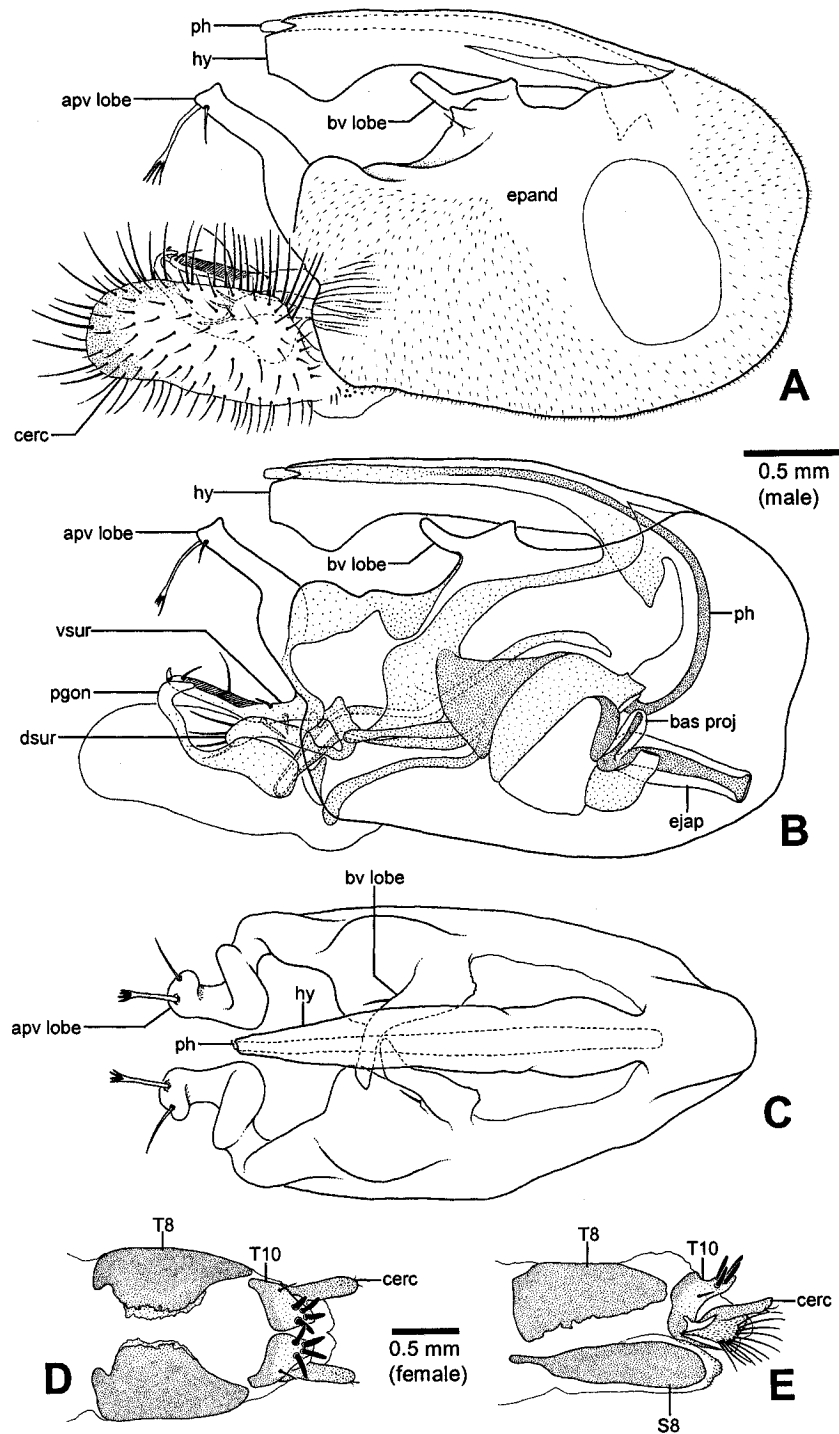 ph
hy
apv lobe
bv lobe
epand
cerc
A
0.5 mm
(male)
hy
apv lobe
bv lobe
vsur
pgon
dsur
ph
bas proj
ejap
B
bv lobe
hy
apv lobe
ph
C
T8
T10
cerc
D
0.5 mm
(female)
T8
T10
cerc
E
S8